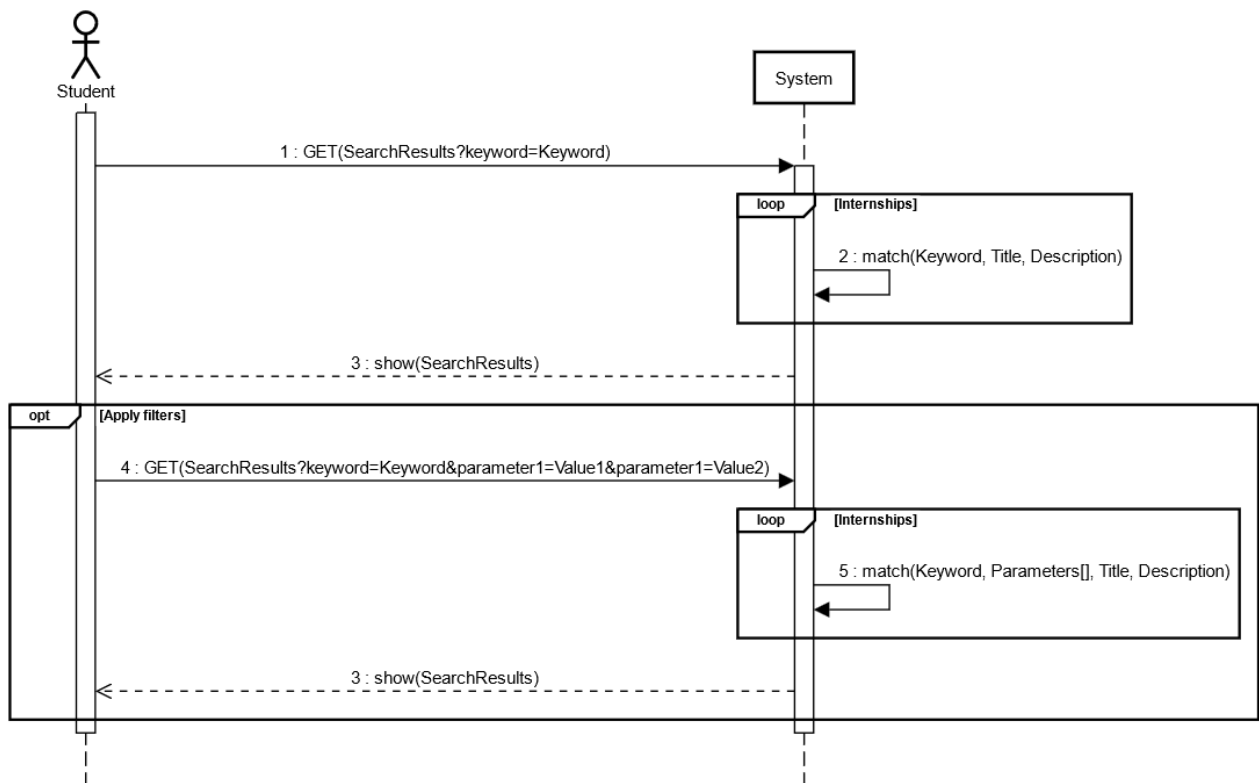 Student
System
1 : GET(SearchResults?keyword=Keyword)
loop [Internships]
2 : match(Keyword, Title, Description)
3 : show(SearchResults)
opt [Apply filters]
4 : GET(SearchResults?keyword=Keyword&parameter1=Value1&parameter1=Value2)
loop [Internships]
5 : match(Keyword, Parameters[], Title, Description)
3 : show(SearchResults)